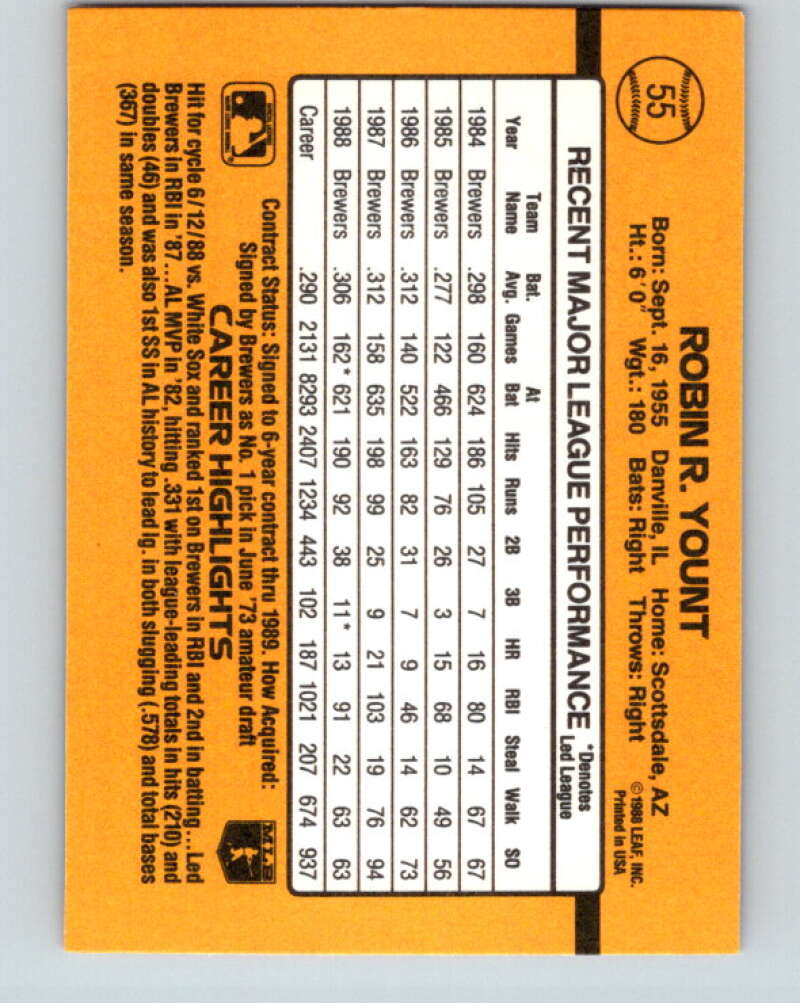 55
ROBIN R. YOUNT
Born: Sept. 16, 1955 Danville, IL Home: Scottsdale, AZ
Ht.: 6'0" Wgt.: 180 Bats: Right Throws: Right
© 1988 LEAF, INC.
Printed in USA
RECENT MAJOR LEAGUE PERFORMANCE *Denotes Led League
Year Team Name Bat. Avg. Games At Bat Hits Runs 2B 3B HR RBI Steal Walk SO
1984 Brewers .298 160 624 186 105 27 7 16 80 14 67 67
1985 Brewers .277 122 466 129 76 26 3 15 68 10 49 56
1986 Brewers .312 140 522 163 82 31 7 9 46 14 62 73
1987 Brewers .312 158 635 198 99 25 9 21 103 19 76 94
1988 Brewers .306 162* 621 190 92 38 11* 13 91 22 63 63
Career .290 2131 8293 2407 1234 443 102 187 1021 207 674 937
Contract Status: Signed to 6-year contract thru 1989. How Acquired:
Signed by Brewers as No. 1 pick in June '73 amateur draft
CAREER HIGHLIGHTS
MLB
Hit for cycle 6/12/88 vs. White Sox and ranked 1st on Brewers in RBI and 2nd in batting...Led
Brewers in RBI in '87...AL MVP in '82, hitting .331 with league-leading totals in hits (210) and
doubles (46) and was also 1st SS in AL history to lead lg. in both slugging (.578) and total bases
(367) in same season.